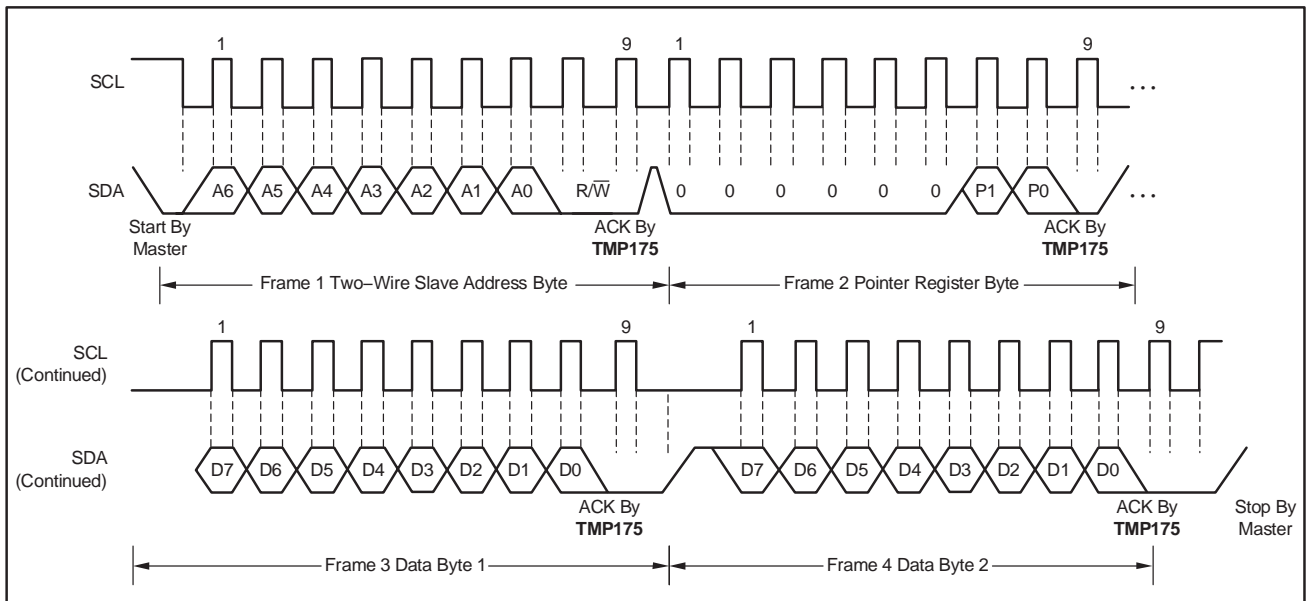 1 9 1 9
SCL
...
SDA A6 A5 A4 A3 A2 A1 A0 R/W̅ 0 0 0 0 0 0 P1 P0 ...
Start By Master
ACK By TMP175
ACK By TMP175
Frame 1 Two−Wire Slave Address Byte
Frame 2 Pointer Register Byte
1 9 1 9
SCL (Continued)
SDA (Continued) D7 D6 D5 D4 D3 D2 D1 D0 D7 D6 D5 D4 D3 D2 D1 D0
ACK By TMP175
ACK By TMP175
Stop By Master
Frame 3 Data Byte 1
Frame 4 Data Byte 2